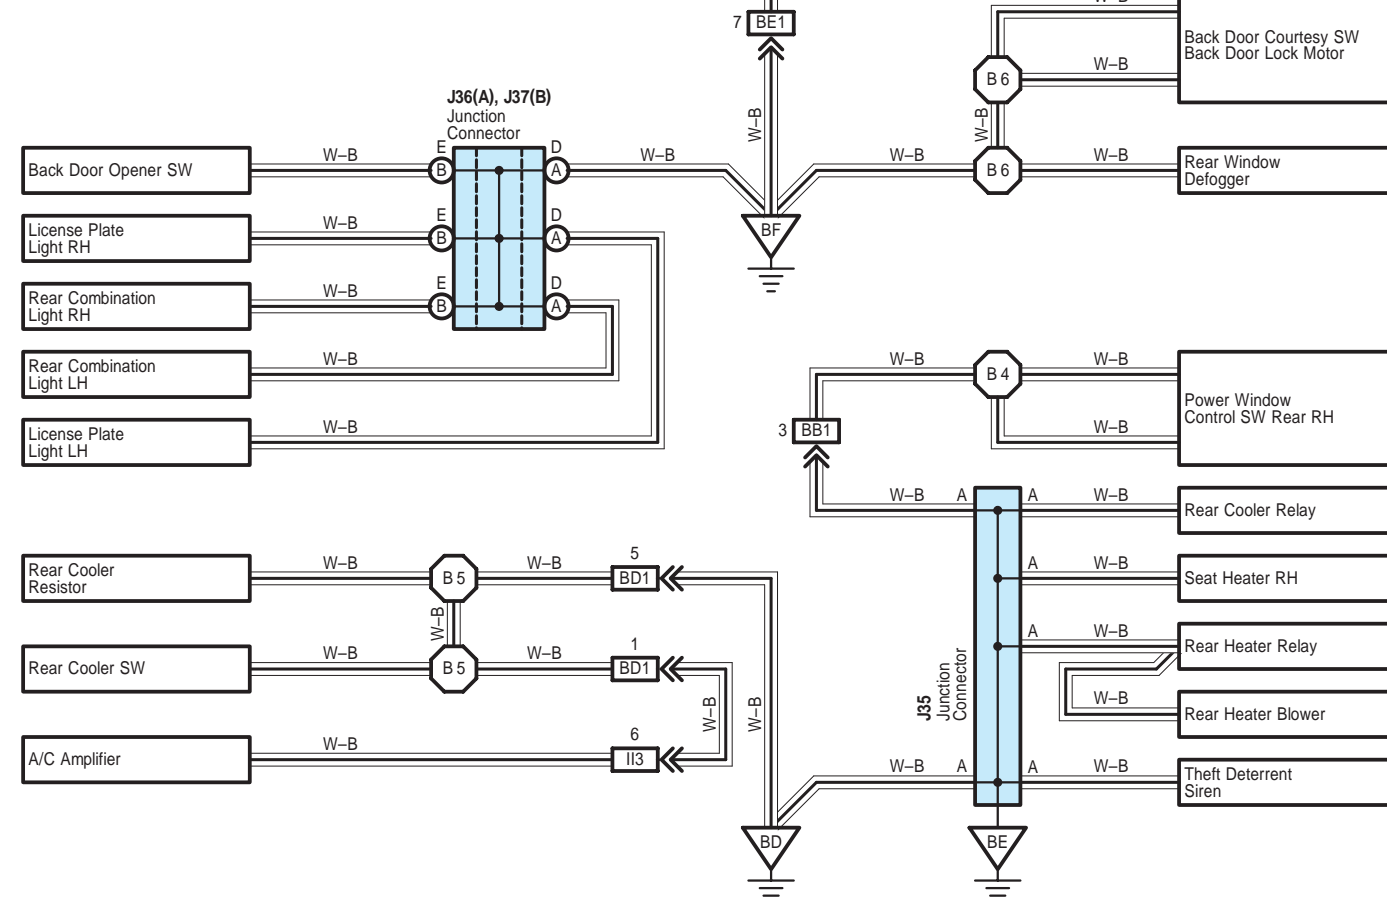 W–B
7 BE1
Back Door Courtesy SW
Back Door Lock Motor
W–B
B 6
W–B
W–B
J36(A), J37(B)
Junction
Connector
Back Door Opener SW
W–B
E
B
D
A
W–B
BF
W–B
B 6
W–B
Rear Window
Defogger
License Plate
Light RH
W–B
E
B
D
A
Rear Combination
Light RH
W–B
E
B
D
A
Rear Combination
Light LH
W–B
License Plate
Light LH
W–B
W–B
B 4
W–B
W–B
Power Window
Control SW Rear RH
3 BB1
W–B
A
A
W–B
Rear Cooler Relay
Rear Cooler
Resistor
W–B
B 5
W–B
5
BD1
A
W–B
Seat Heater RH
W–B
Rear Cooler SW
W–B
B 5
W–B
1
BD1
A
W–B
Rear Heater Relay
J35
Junction
Connector
W–B
W–B
W–B
Rear Heater Blower
A/C Amplifier
W–B
6
II3
W–B
A
A
W–B
Theft Deterrent
Siren
BD
BE